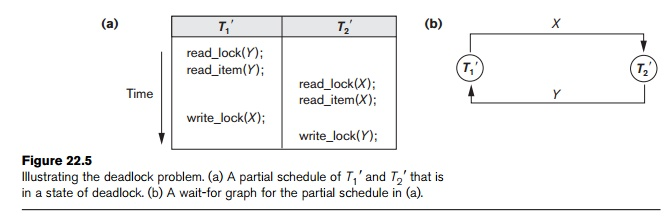 (a)
T₁′ T₂′
read_lock(Y);
read_item(Y);
read_lock(X);
read_item(X);
write_lock(X);
write_lock(Y);
Time
(b)
X
T₁′ T₂′
Y
Figure 22.5
Illustrating the deadlock problem. (a) A partial schedule of T₁′ and T₂′ that is
in a state of deadlock. (b) A wait-for graph for the partial schedule in (a).